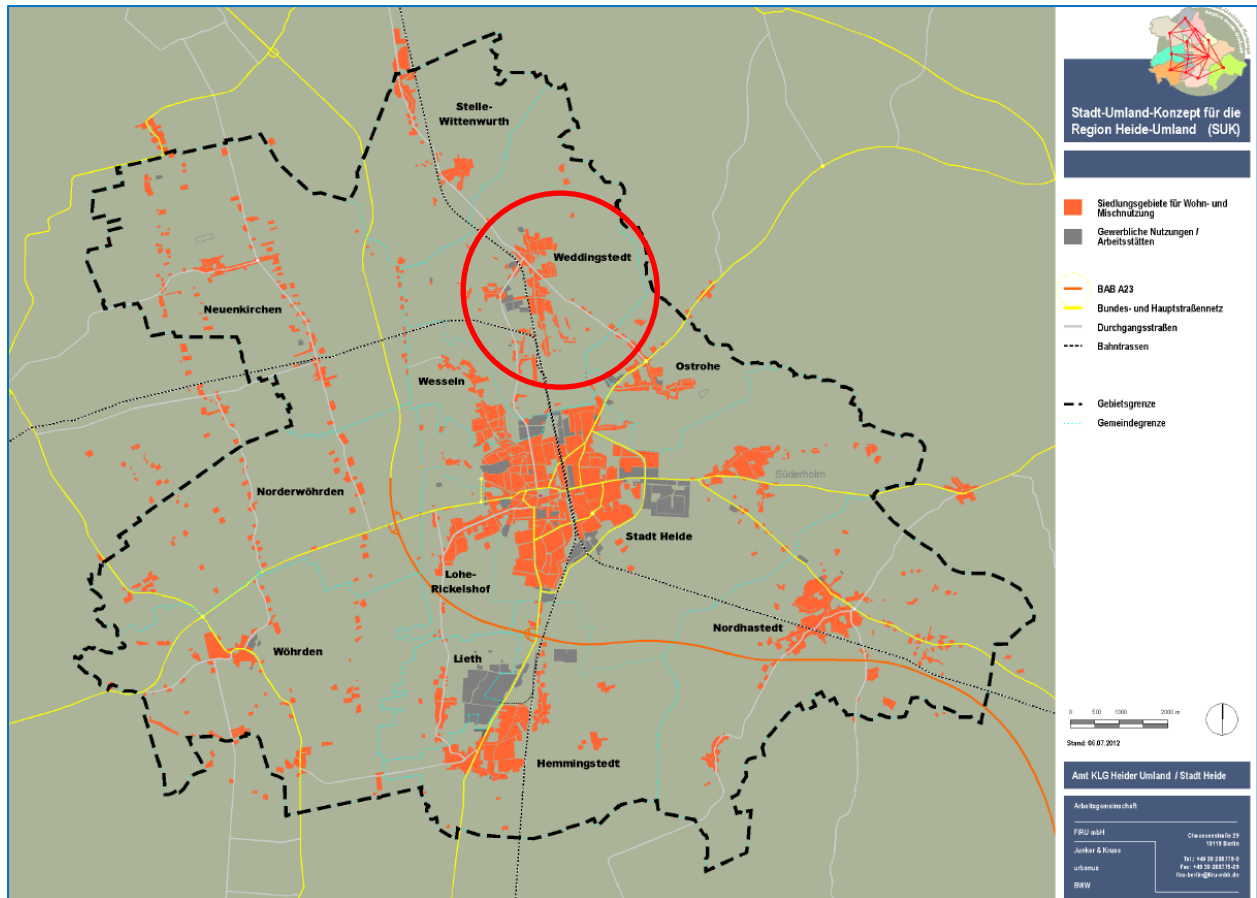 Stelle-
Wittenwurth
Weddingstedt
Neuenkirchen
Ostrohe
Wesseln
Süderholm
Norderwöhrden
Stadt Heide
Lohe-
Rickelshof
Nordhastedt
Wöhrden
Lieth
Hemmingstedt
Stadt-Umland-Konzept für die
Region Heide-Umland (SUK)
Siedlungsgebiete für Wohn- und
Mischnutzung
Gewerbliche Nutzungen /
Arbeitsstätten
BAB A23
Bundes- und Hauptstraßennetz
Durchgangsstraßen
Bahntrassen
Gebietsgrenze
Gemeindegrenze
0 500 1000 2000 m
Stand: 06.07.2012
Amt KLG Heider Umland / Stadt Heide
Arbeitsgemeinschaft
FIRU mbH
Junker & Kruse
urbanus
BWW
10119 Berlin